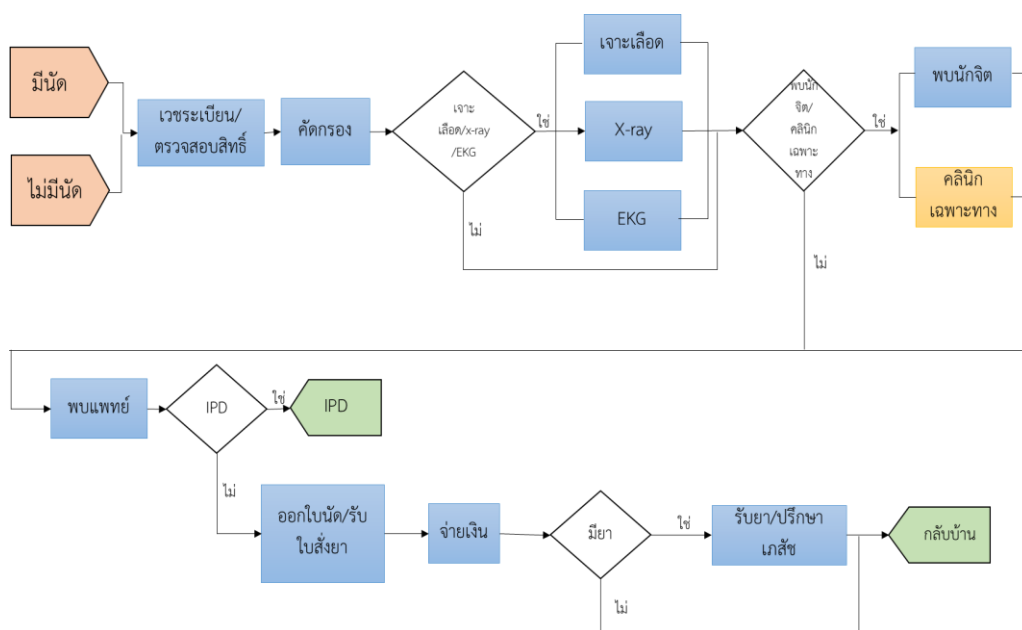 มีนัด
ไม่มีนัด
เวชระเบียน/
ตรวจสอบสิทธิ์
คัดกรอง
เจาะ
เลือด/x-ray
/EKG
ใช่
ไม่
เจาะเลือด
X-ray
EKG
พบนัก
จิต/
คลินิก
เฉพาะ
ทาง
ใช่
ไม่
พบนักจิต
คลินิก
เฉพาะทาง
พบแพทย์
IPD
ใช่
IPD
ไม่
ออกใบนัด/รับ
ใบสั่งยา
จ่ายเงิน
มียา
ใช่
ไม่
รับยา/ปรึกษา
เภสัช
กลับบ้าน